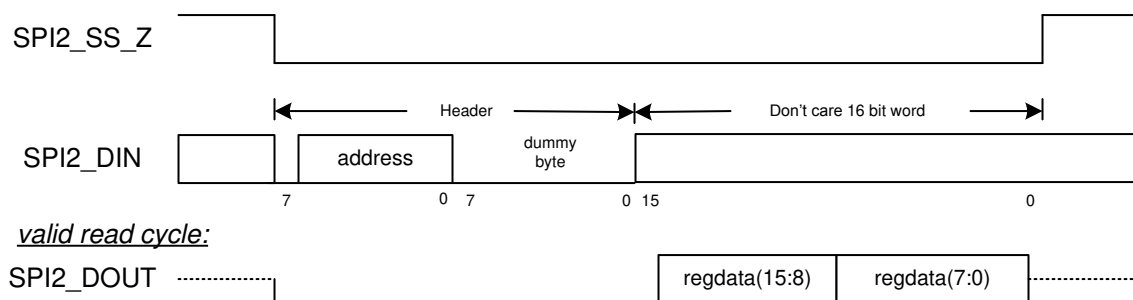 SPI2_SS_Z
Header
Don't care 16 bit word
SPI2_DIN
address
dummy
byte
7
0
7
0
15
0
valid read cycle:
SPI2_DOUT
regdata(15:8)
regdata(7:0)